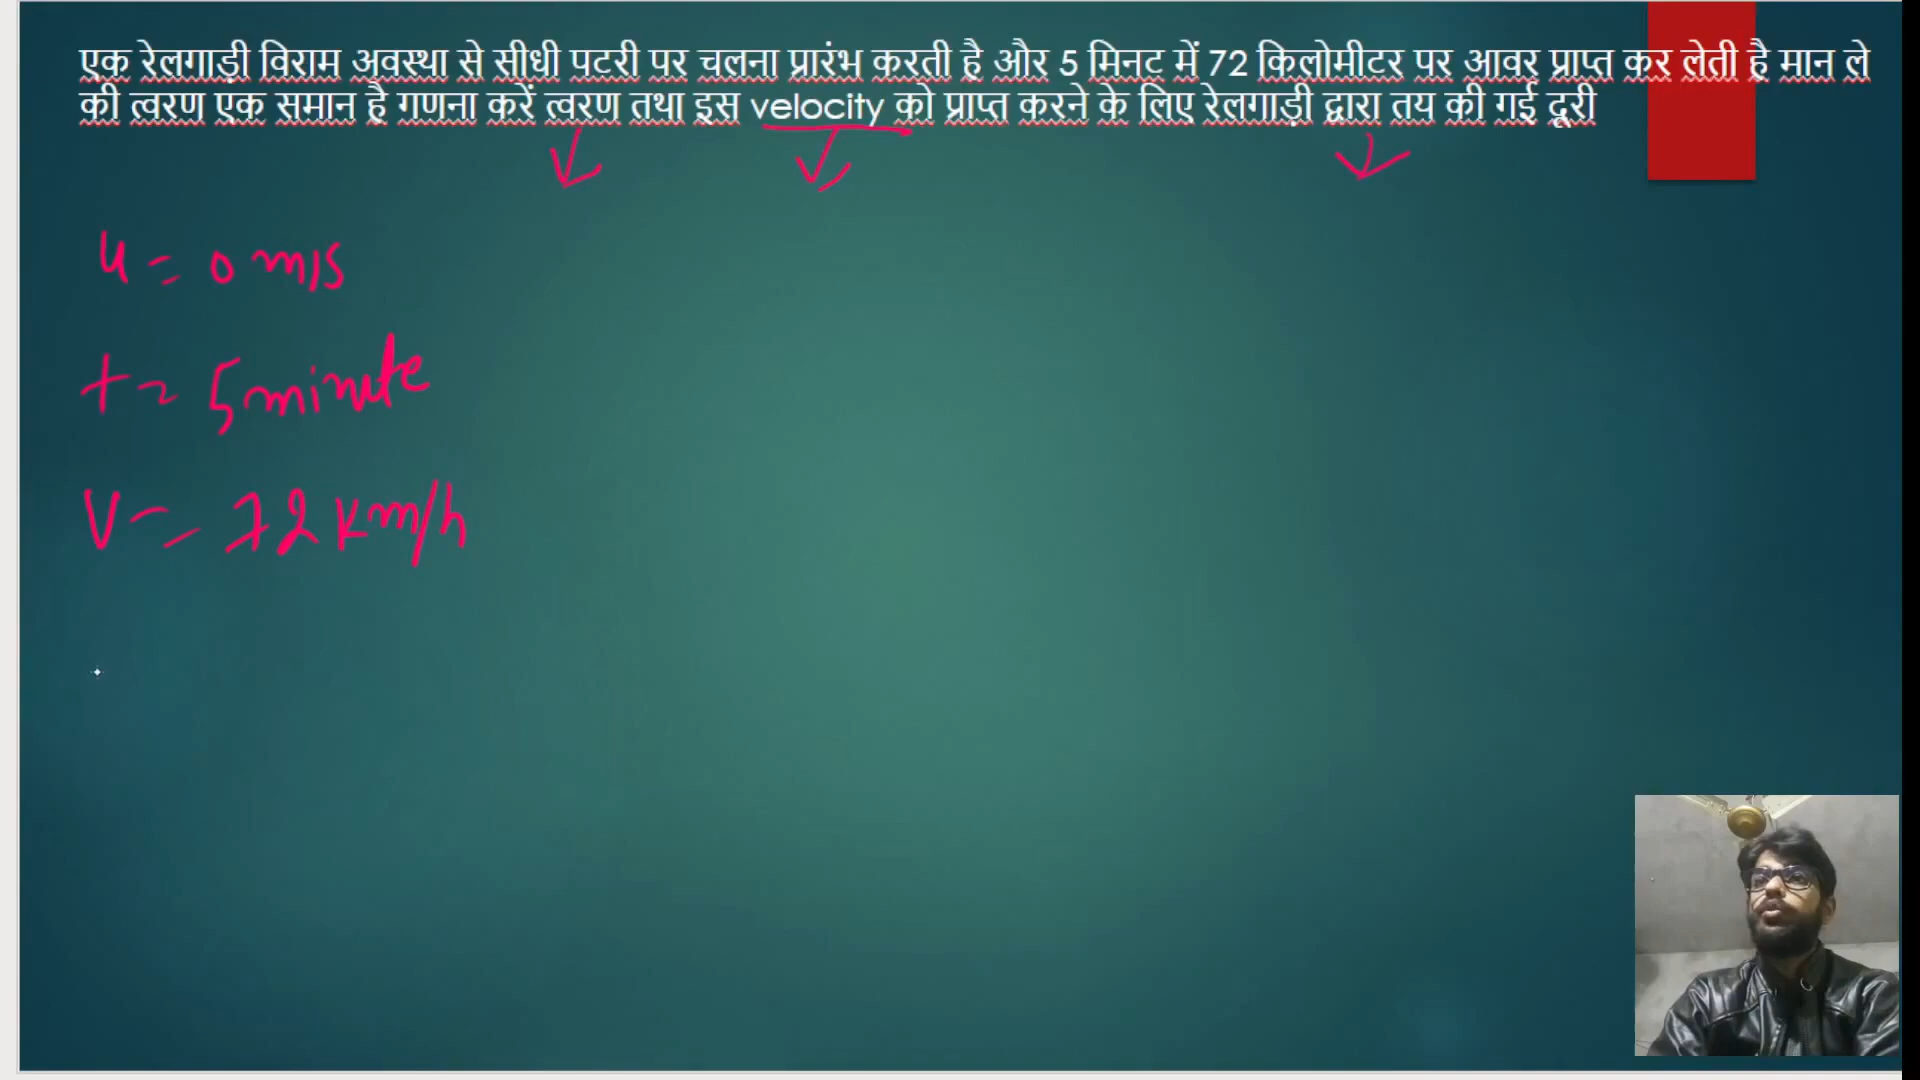 एक रेलगाड़ी विराम अवस्था से सीधी पटरी पर चलना प्रारंभ करती है और 5 मिनट में 72 किलोमीटर पर आवर प्राप्त कर लेती है मान ले
की त्वरण एक समान है गणना करें त्वरण तथा इस velocity को प्राप्त करने के लिए रेलगाड़ी द्वारा तय की गई दूरी
u = 0 m/s
t = 5 minute
V = 72 km/h